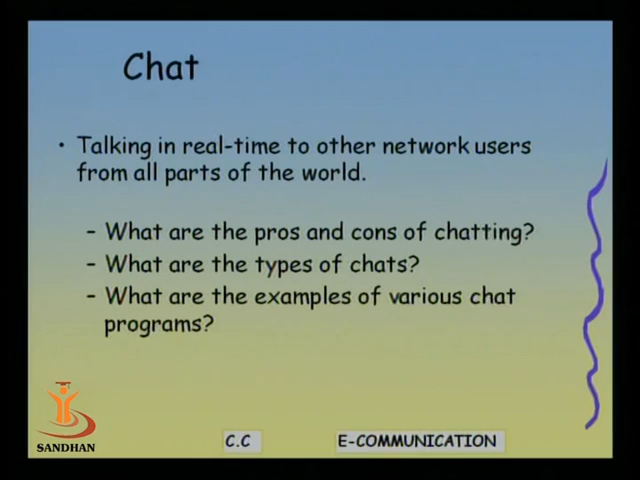 Chat
• Talking in real-time to other network users
from all parts of the world.
– What are the pros and cons of chatting?
– What are the types of chats?
– What are the examples of various chat
programs?
SANDHAN
C.C
E-COMMUNICATION